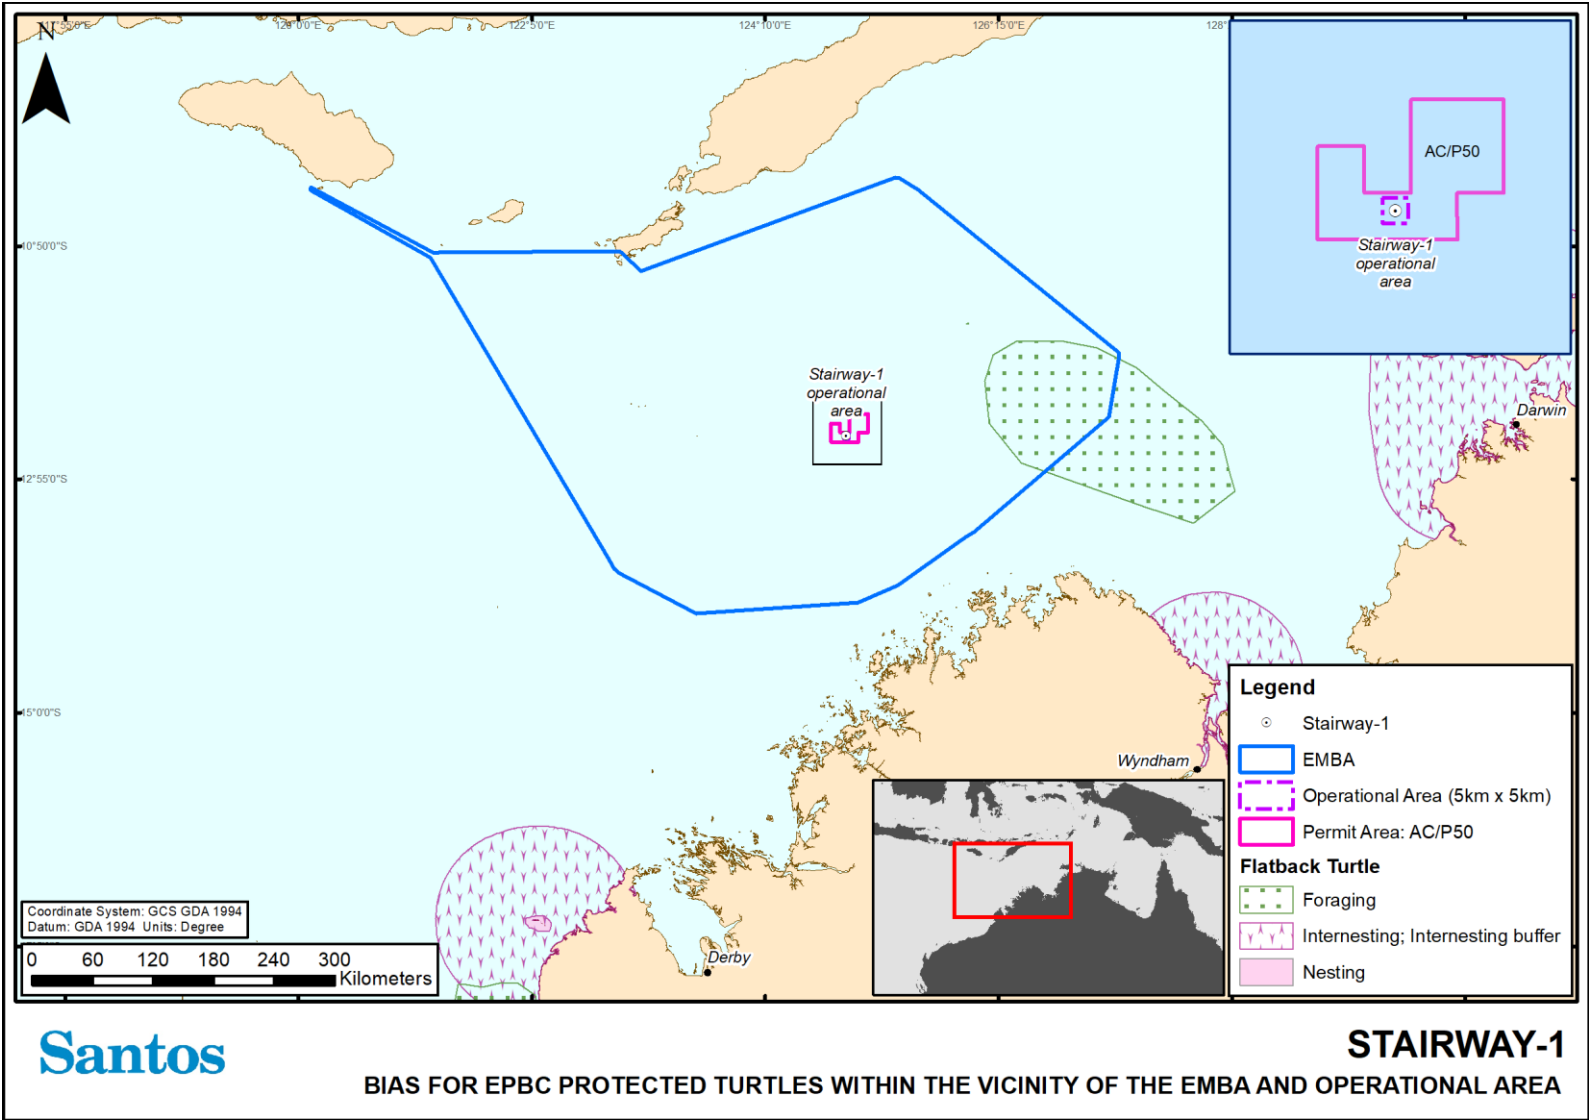 120°0'0"E
122°5'0"E
124°10'0"E
126°15'0"E
N
10°50'0"S
12°55'0"S
15°0'0"S
AC/P50
Stairway-1
operational
area
Stairway-1
operational
area
Darwin
Wyndham
Derby
Legend
Stairway-1
EMBA
Operational Area (5km x 5km)
Permit Area: AC/P50
Flatback Turtle
Foraging
Internesting; Internesting buffer
Nesting
Coordinate System: GCS GDA 1994
Datum: GDA 1994 Units: Degree
0 60 120 180 240 300
Kilometers
Santos
STAIRWAY-1
BIAS FOR EPBC PROTECTED TURTLES WITHIN THE VICINITY OF THE EMBA AND OPERATIONAL AREA